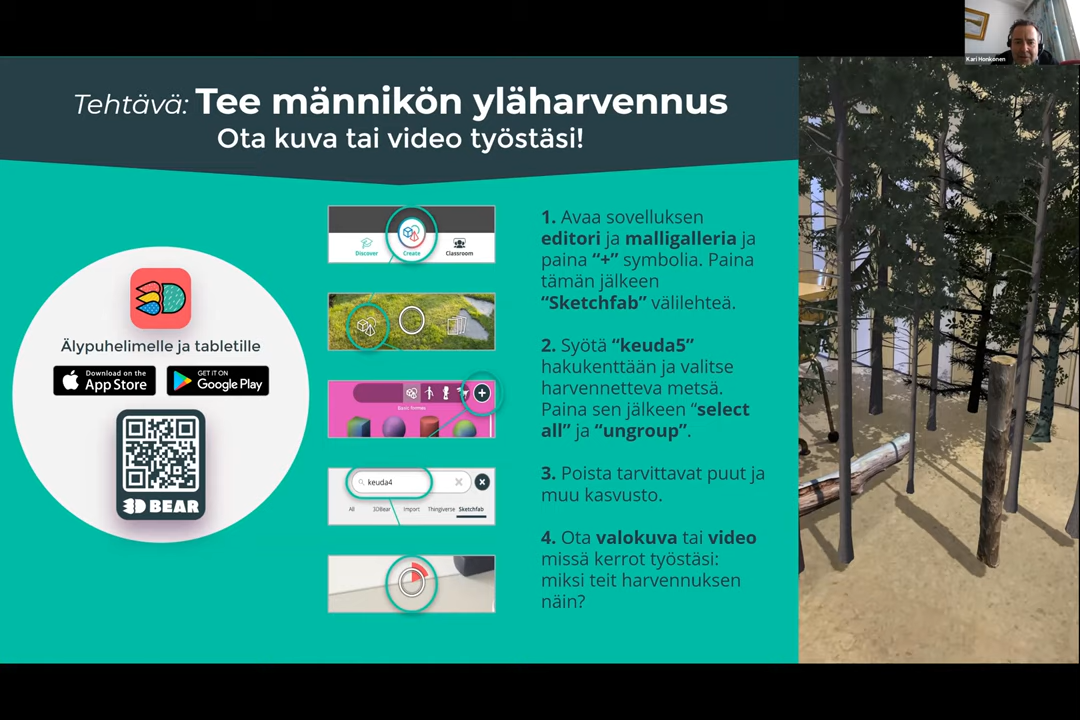 Kari Honkonen
Tehtävä: Tee männikön yläharvennus
Ota kuva tai video työstäsi!
Älypuhelimelle ja tabletille
Download on the
App Store
GET IT ON
Google Play
3D BEAR
Discover
Create
Classroom
Basic formes
keuda4
All
3DBear
Import
Thingiverse
Sketchfab
1. Avaa sovelluksen
editori ja malligalleria ja
paina “+” symbolia. Paina
tämän jälkeen
“Sketchfab” välilehteä.
2. Syötä “keuda5”
hakukenttään ja valitse
harvennetteva metsä.
Paina sen jälkeen “select
all” ja “ungroup”.
3. Poista tarvittavat puut ja
muu kasvusto.
4. Ota valokuva tai video
missä kerrot työstäsi:
miksi teit harvennuksen
näin?